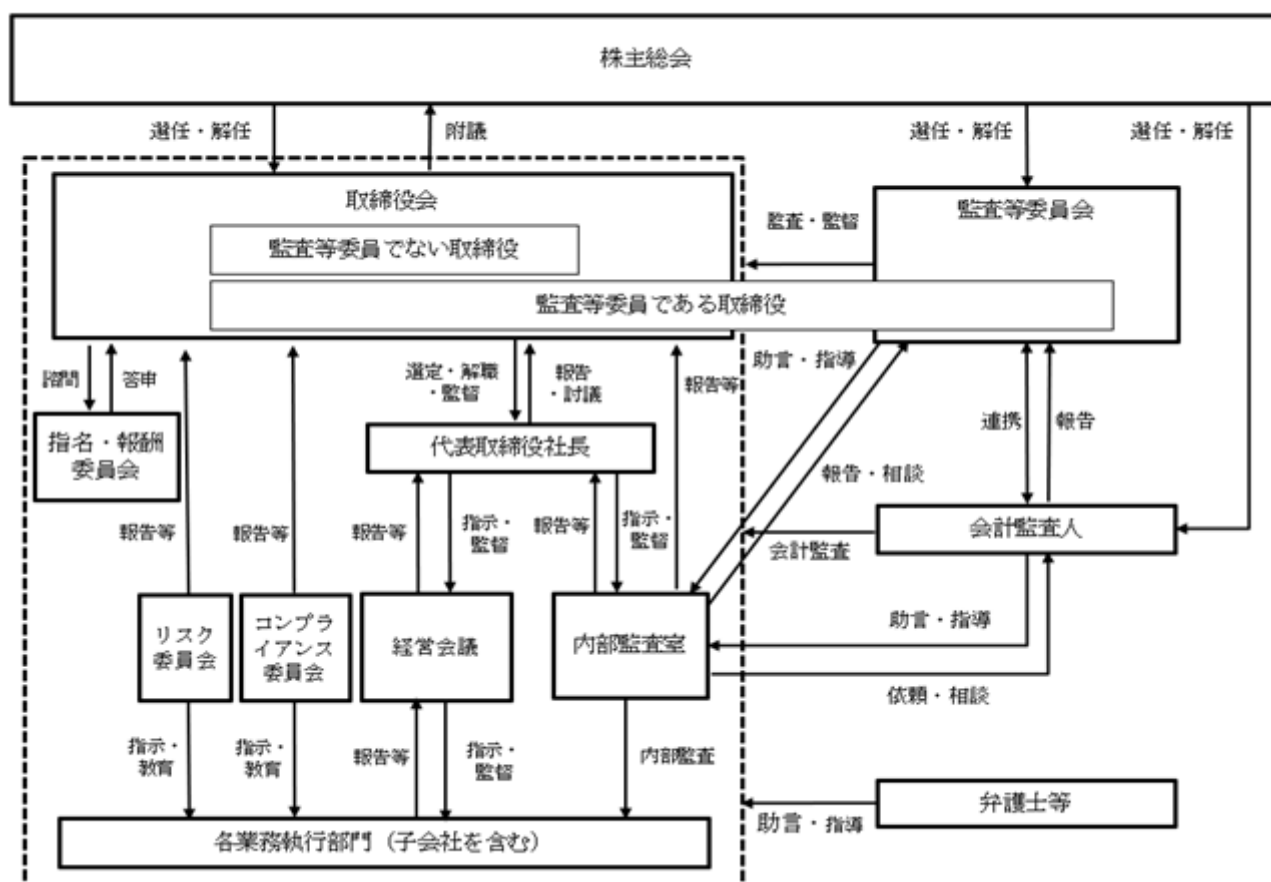 株主総会
選任・解任
附議
選任・解任
選任・解任
取締役会
監査等委員会
監査・監督
監査等委員でない取締役
監査等委員である取締役
諮問
答申
選定・解職
・監督
報告
・討議
報告等
助言・指導
連携
報告
指名・報酬
委員会
代表取締役社長
報告・相談
報告等
報告等
報告等
指示・
監督
報告等
指示・
監督
会計監査
会計監査人
リスク
委員会
コンプラ
イアンス
委員会
経営会議
内部監査室
助言・指導
依頼・相談
指示・
教育
指示・
教育
報告等
指示・
監督
内部監査
弁護士等
助言・指導
各業務執行部門（子会社を含む）